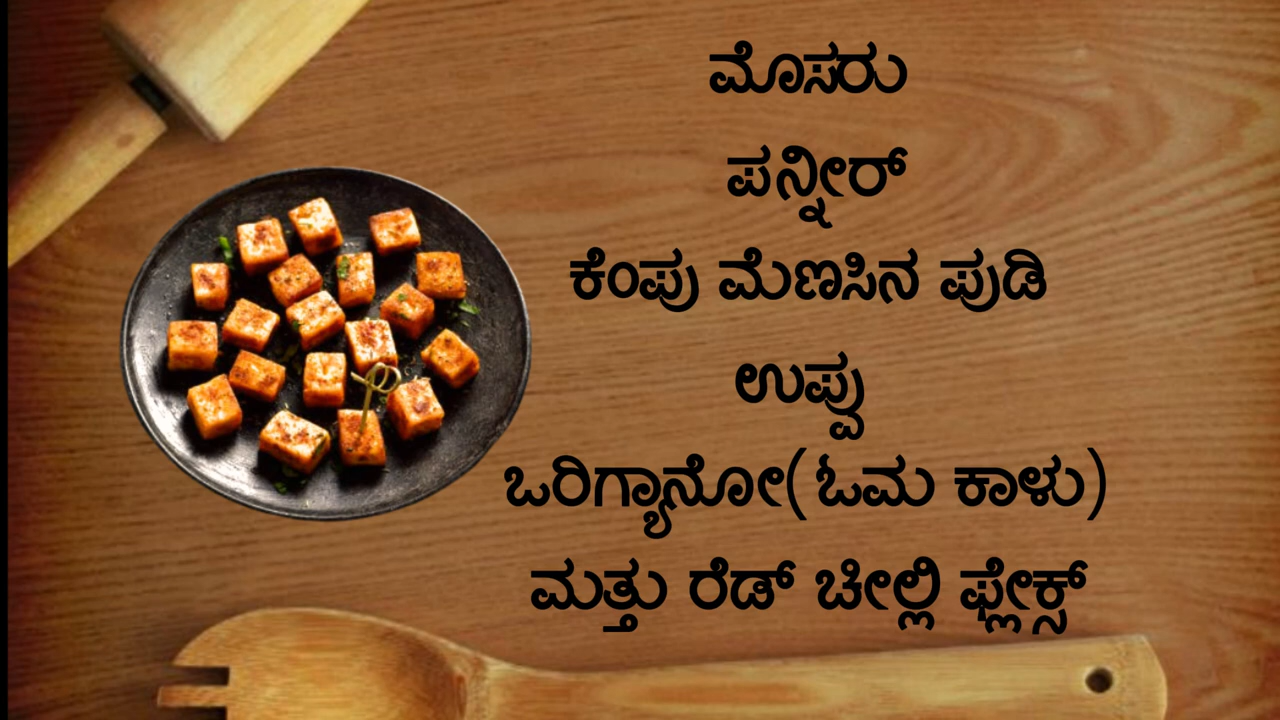 ಮೊಸರು
ಪನ್ನೀರ್
ಕೆಂಪು ಮೆಣಸಿನ ಪುಡಿ
ಉಪ್ಪು
ಒರಿಗ್ಯಾನೋ(ಓಮ ಕಾಳು)
ಮತ್ತು ರೆಡ್ ಚೀಲ್ಲಿ ಫ್ಲೇಕ್ಸ್